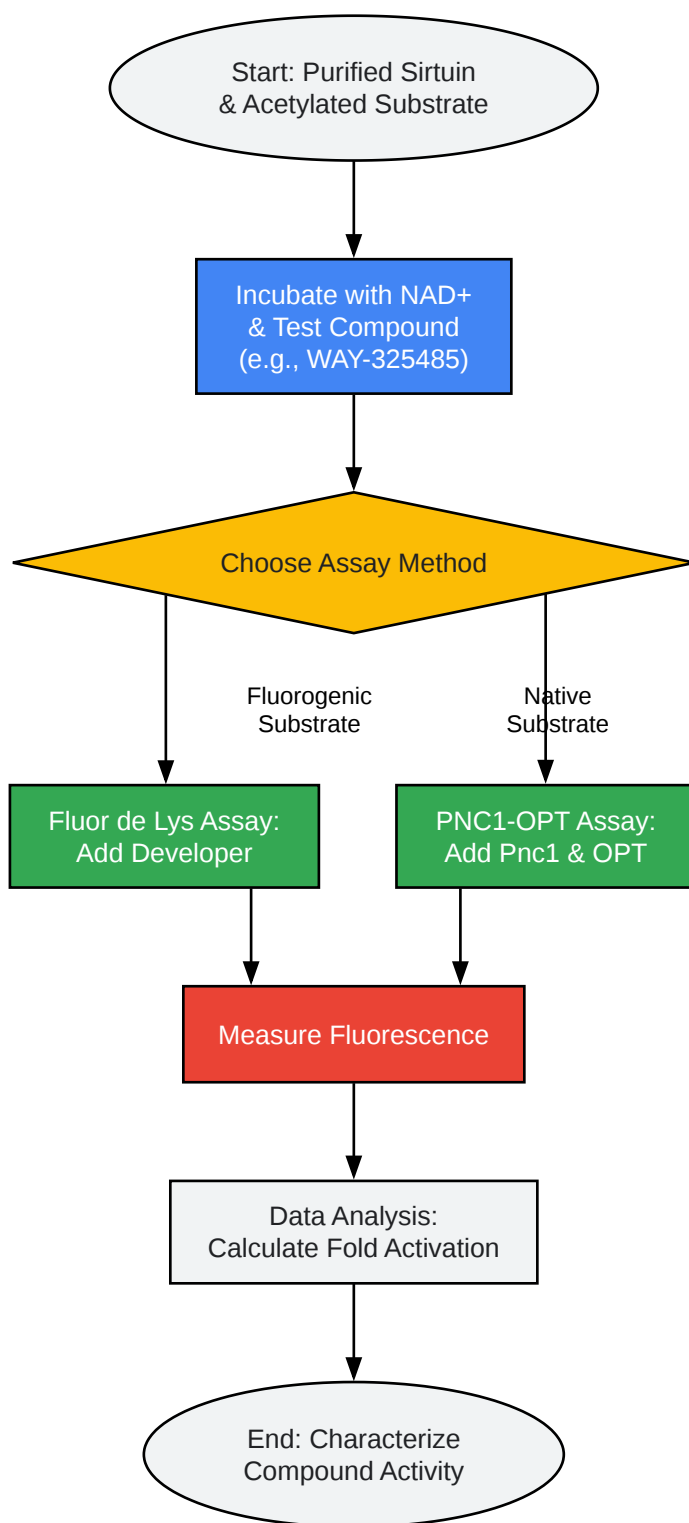 Start: Purified Sirtuin
& Acetylated Substrate
Incubate with NAD+
& Test Compound
(e.g., WAY-325485)
Choose Assay Method
Fluorogenic
Substrate
Native
Substrate
Fluor de Lys Assay:
Add Developer
PNC1-OPT Assay:
Add Pnc1 & OPT
Measure Fluorescence
Data Analysis:
Calculate Fold Activation
End: Characterize
Compound Activity